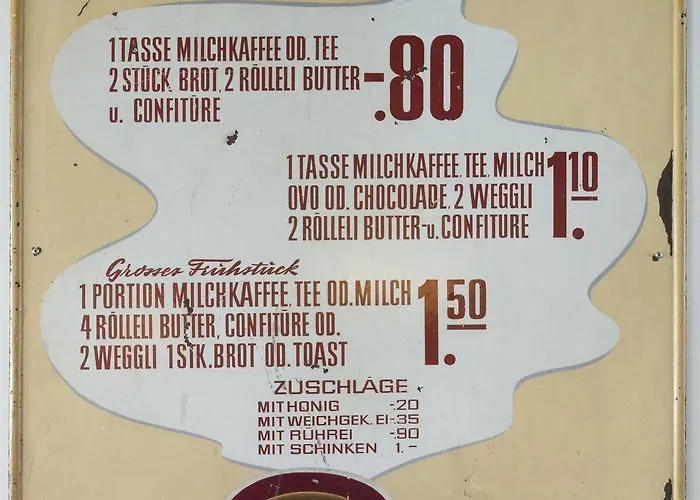 1 TASSE MILCHKAFFEE OD. TEE
2 STÜCK BROT, 2 RÖLLELI BUTTER -.80
u. CONFITÜRE
1 TASSE MILCHKAFFEE, TEE, MILCH
OVO OD. CHOCOLADE, 2 WEGGLI 1.10
2 RÖLLELI BUTTER u. CONFITURE
Grosses Frühstück
1 PORTION MILCHKAFFEE, TEE OD. MILCH
4 RÖLLELI BUTTER, CONFITÜRE OD. 1.50
2 WEGGLI 1 STK. BROT OD. TOAST
ZUSCHLÄGE
MIT HONIG -.20
MIT WEICHGEK. EI -.35
MIT RÜHREI -.90
MIT SCHINKEN 1.-